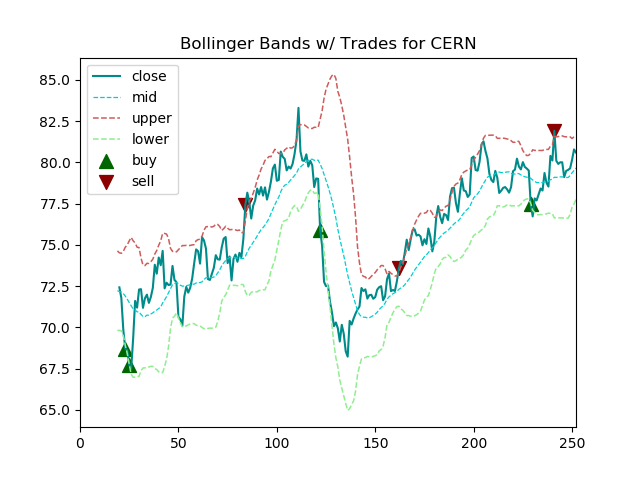 Bollinger Bands w/ Trades for CERN
close
mid
upper
lower
buy
sell
85.0
82.5
80.0
77.5
75.0
72.5
70.0
67.5
65.0
0 50 100 150 200 250